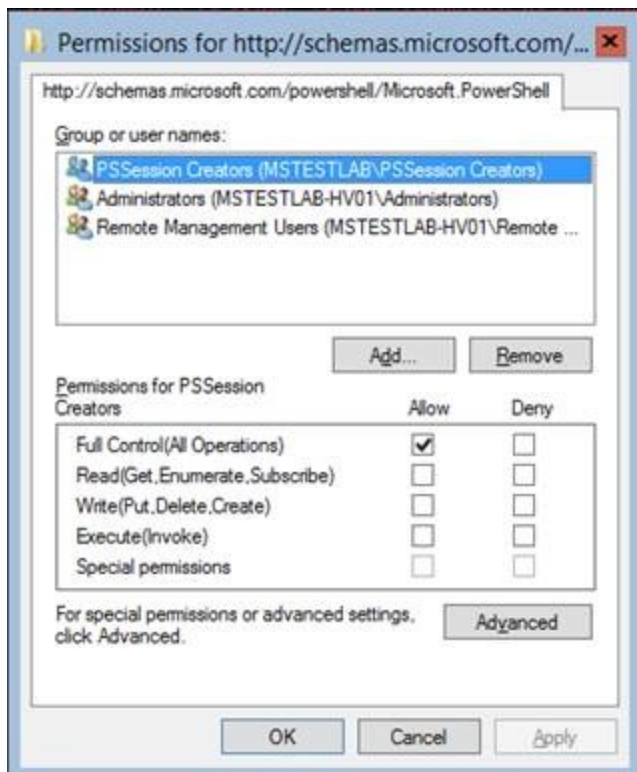 Permissions for http://schemas.microsoft.com/...
http://schemas.microsoft.com/powershell/Microsoft.PowerShell
Group or user names:
PSSession Creators (MSTESTLAB\PSSession Creators)
Administrators (MSTESTLAB-HV01\Administrators)
Remote Management Users (MSTESTLAB-HV01\Remote ...
Add... Remove
Permissions for PSSession
Creators Allow Deny
Full Control(All Operations)
Read(Get,Enumerate,Subscribe)
Write(Put,Delete,Create)
Execute(Invoke)
Special permissions
For special permissions or advanced settings,
click Advanced.
Advanced
OK Cancel Apply